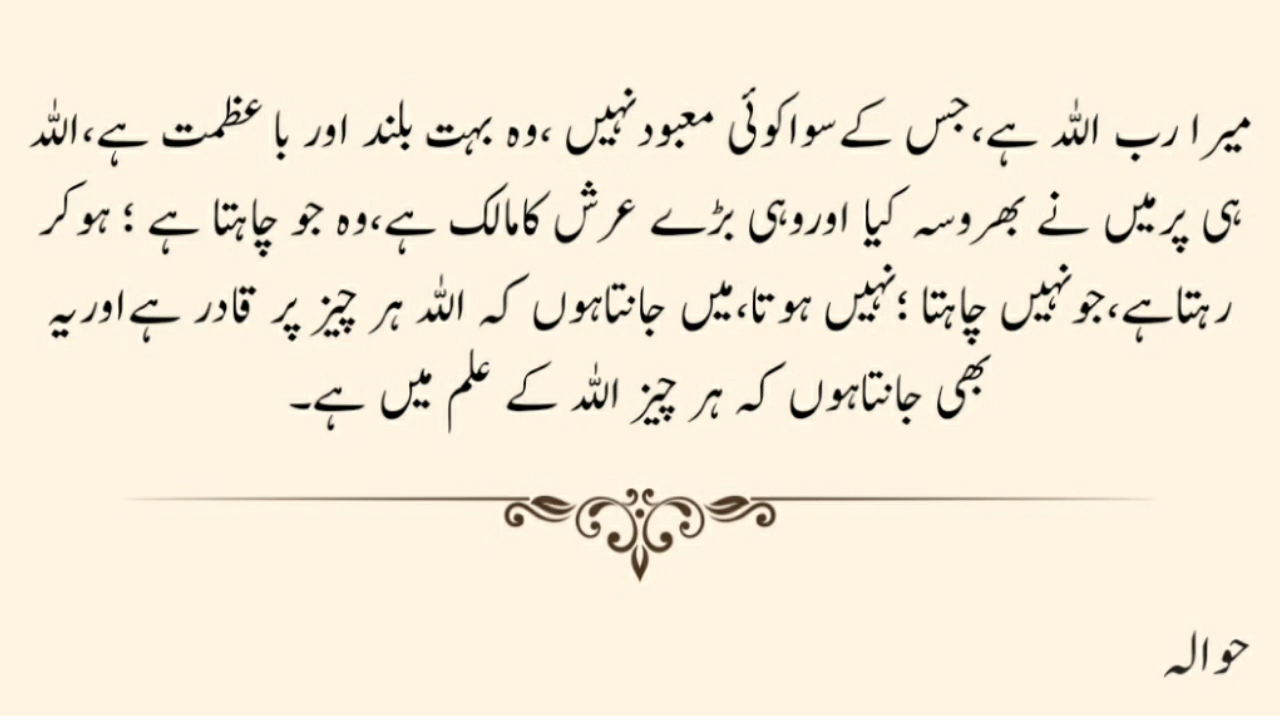 میرا رب اللہ ہے، جس کے سوا کوئی معبود نہیں، وہ بہت بلند اور با عظمت ہے، اللہ
ہی پر میں نے بھروسہ کیا اور وہی بڑے عرش کا مالک ہے، وہ جو چاہتا ہے ؛ ہو کر
رہتا ہے، جو نہیں چاہتا ؛ نہیں ہوتا، میں جانتا ہوں کہ اللہ ہر چیز پر قادر ہے اور یہ
بھی جانتا ہوں کہ ہر چیز اللہ کے علم میں ہے۔
حوالہ